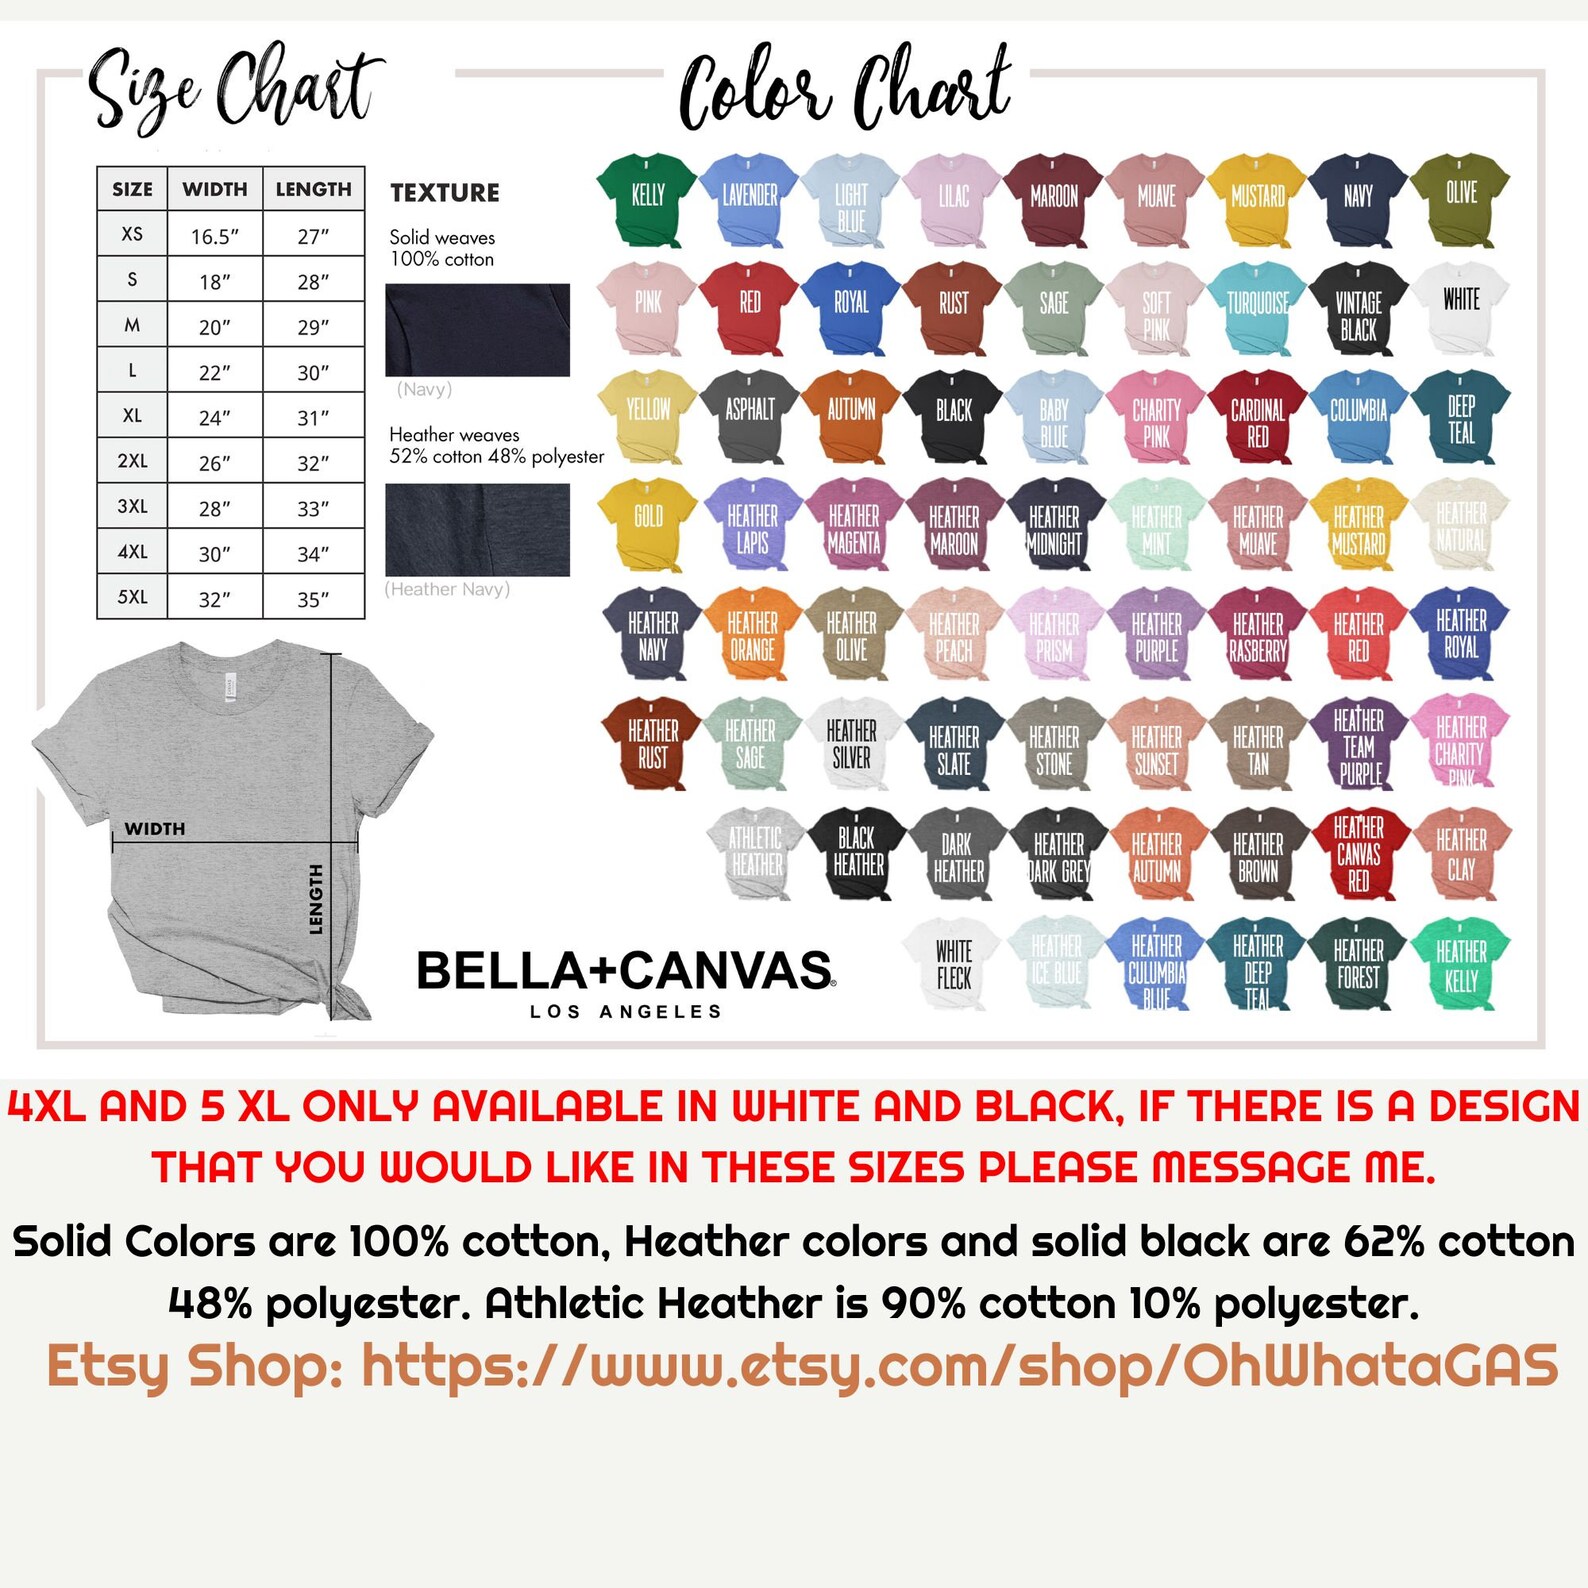 Size Chart
Color Chart
SIZE WIDTH LENGTH
XS 16.5” 27”
S 18” 28”
M 20” 29”
L 22” 30”
XL 24” 31”
2XL 26” 32”
3XL 28” 33”
4XL 30” 34”
5XL 32” 35”
TEXTURE
Solid weaves
100% cotton
(Navy)
Heather weaves
52% cotton 48% polyester
(Heather Navy)
WIDTH
LENGTH
KELLY
LAVENDER
LIGHT
BLUE
LILAC
MAROON
MUAVE
MUSTARD
NAVY
OLIVE
PINK
RED
ROYAL
RUST
SAGE
SOFT
PINK
TURQUOISE
VINTAGE
BLACK
WHITE
YELLOW
ASPHALT
AUTUMN
BLACK
BABY
BLUE
CHARITY
PINK
CARDINAL
RED
COLUMBIA
DEEP
TEAL
GOLD
HEATHER
LAPIS
HEATHER
MAGENTA
HEATHER
MAROON
HEATHER
MIDNIGHT
HEATHER
MINT
HEATHER
MUAVE
HEATHER
MUSTARD
HEATHER
NATURAL
HEATHER
NAVY
HEATHER
ORANGE
HEATHER
OLIVE
HEATHER
PEACH
HEATHER
PRISM
HEATHER
PURPLE
HEATHER
RASBERRY
HEATHER
RED
HEATHER
ROYAL
HEATHER
RUST
HEATHER
SAGE
HEATHER
SILVER
HEATHER
SLATE
HEATHER
STONE
HEATHER
SUNSET
HEATHER
TAN
HEATHER
TEAM
PURPLE
HEATHER
CHARITY
PINK
ATHLETIC
HEATHER
BLACK
HEATHER
DARK
HEATHER
HEATHER
DARK GREY
HEATHER
AUTUMN
HEATHER
BROWN
HEATHER
CANVAS
RED
HEATHER
CLAY
WHITE
FLECK
HEATHER
ICE BLUE
HEATHER
CULUMBIA
BLUE
HEATHER
DEEP
TEAL
HEATHER
FOREST
HEATHER
KELLY
BELLA+CANVAS®
LOS ANGELES
4XL AND 5 XL ONLY AVAILABLE IN WHITE AND BLACK, IF THERE IS A DESIGN
THAT YOU WOULD LIKE IN THESE SIZES PLEASE MESSAGE ME.
Solid Colors are 100% cotton, Heather colors and solid black are 62% cotton
48% polyester. Athletic Heather is 90% cotton 10% polyester.
Etsy Shop: https://www.etsy.com/shop/OhWhataGAS